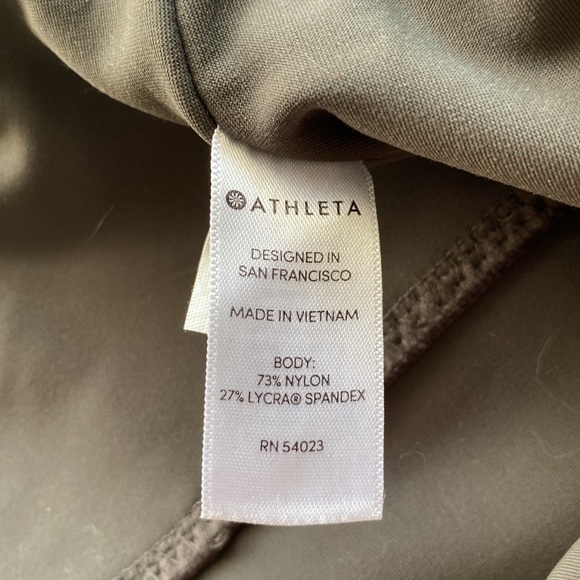 ATHLETA
DESIGNED IN
SAN FRANCISCO
MADE IN VIETNAM
BODY:
73% NYLON
27% LYCRA® SPANDEX
RN 54023